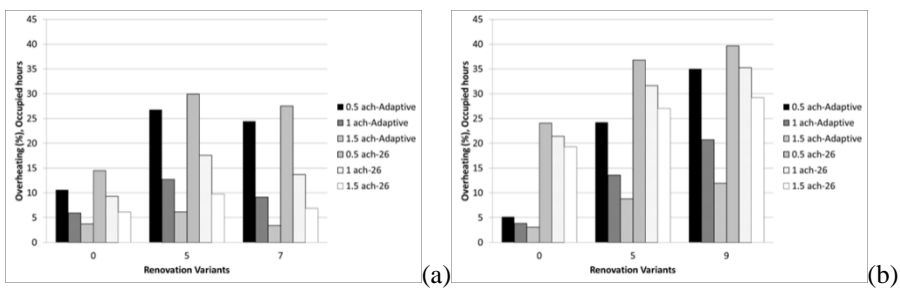 45
40
35
30
25
20
15
10
5
0
Overheating (%), Occupied hours
0 5 7
Renovation Variants
0.5 ach-Adaptive
1 ach-Adaptive
1.5 ach-Adaptive
0.5 ach-26
1 ach-26
1.5 ach-26
(a)
45
40
35
30
25
20
15
10
5
0
Overheating (%), Occupied hours
0 5 9
Renovation Variants
0.5 ach-Adaptive
1 ach-Adaptive
1.5 ach-Adaptive
0.5 ach-26
1 ach-26
1.5 ach-26
(b)